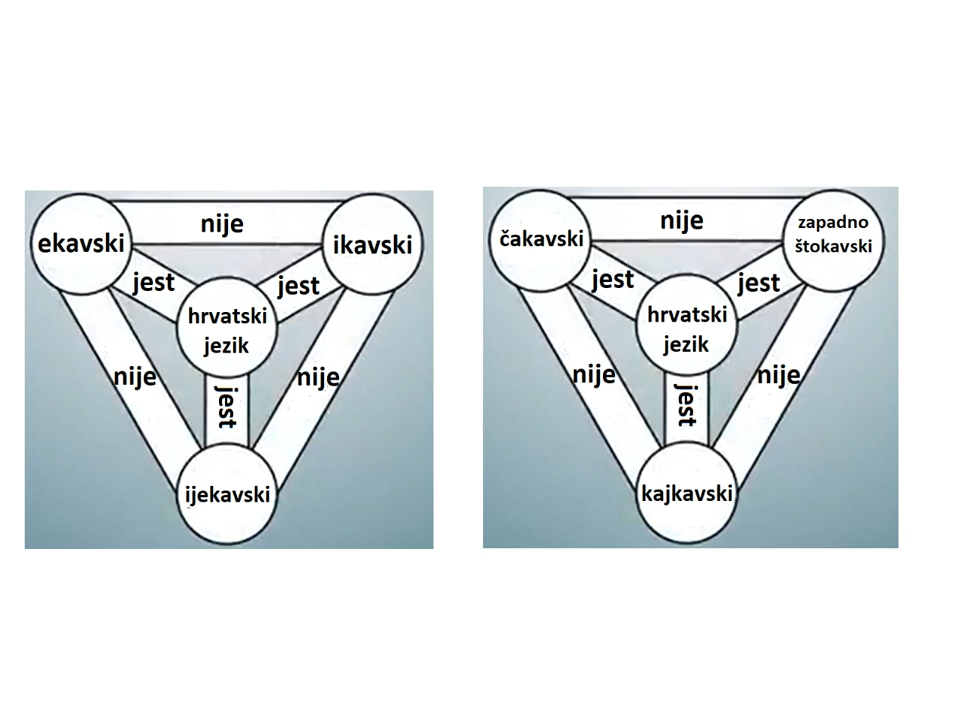 nije
ekavski
ikavski
jest
jest
hrvatski
jezik
nije
nije
jest
ijekavski
nije
čakavski
zapadno
štokavski
jest
jest
hrvatski
jezik
nije
nije
jest
kajkavski